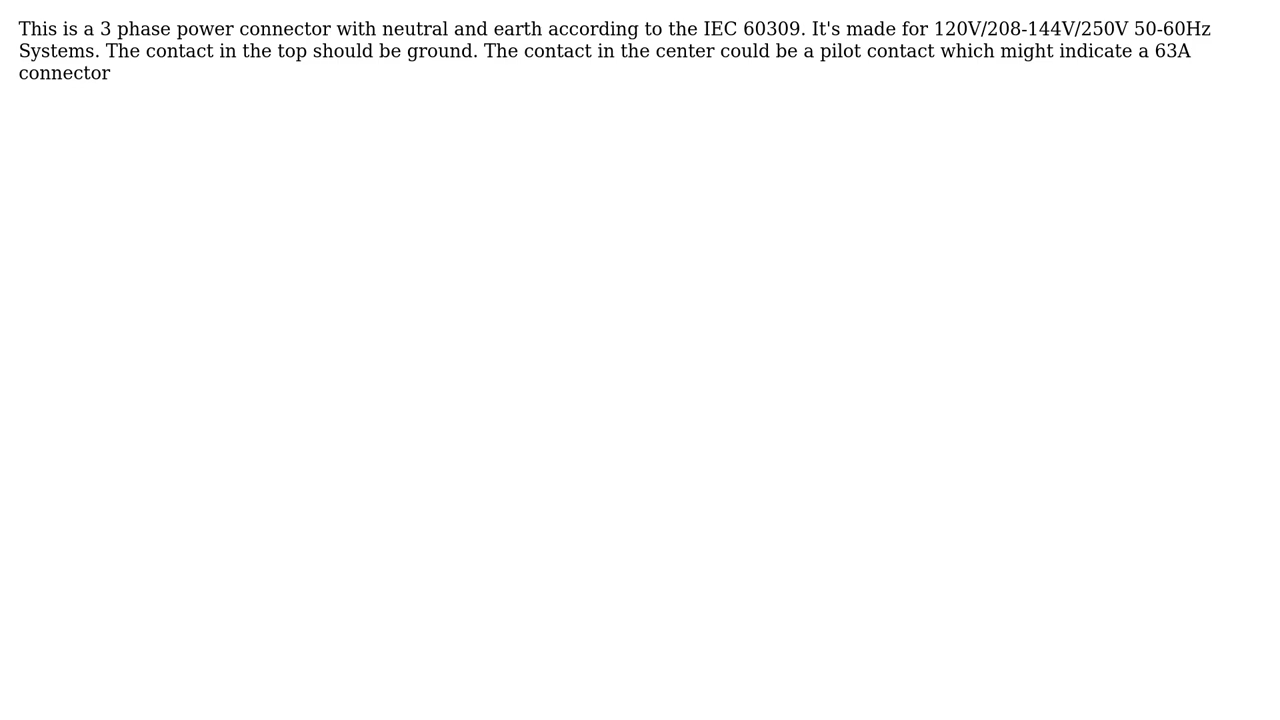 This is a 3 phase power connector with neutral and earth according to the IEC 60309. It's made for 120V/208-144V/250V 50-60Hz
Systems. The contact in the top should be ground. The contact in the center could be a pilot contact which might indicate a 63A
connector